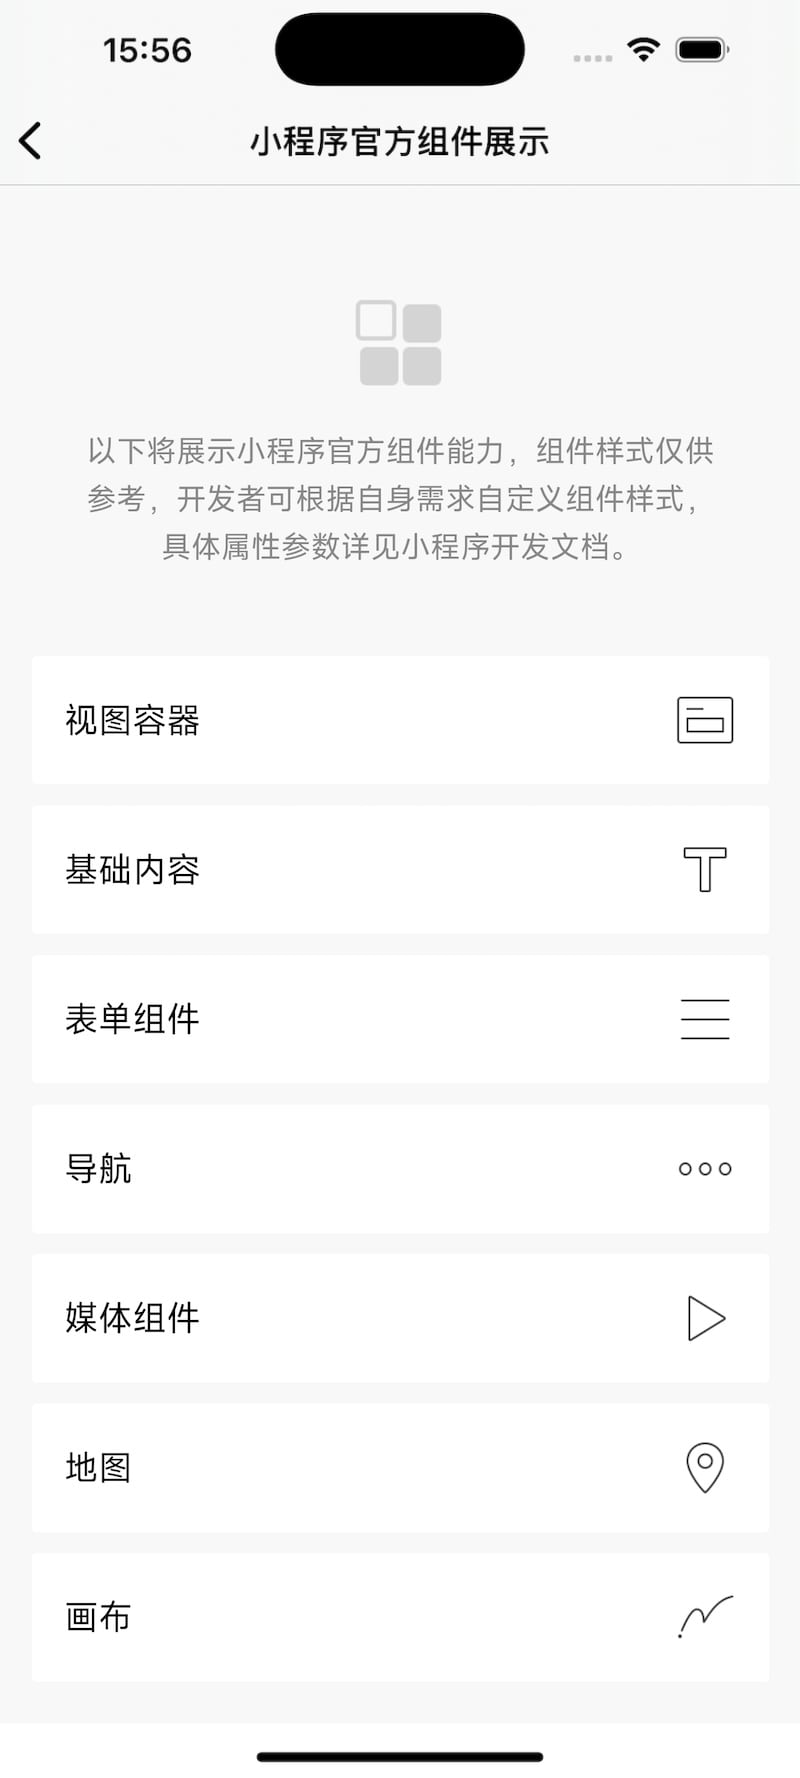 15:56
小程序官方组件展示
以下将展示小程序官方组件能力，组件样式仅供
参考，开发者可根据自身需求自定义组件样式，
具体属性参数详见小程序开发文档。
视图容器
基础内容
表单组件
导航
媒体组件
地图
画布